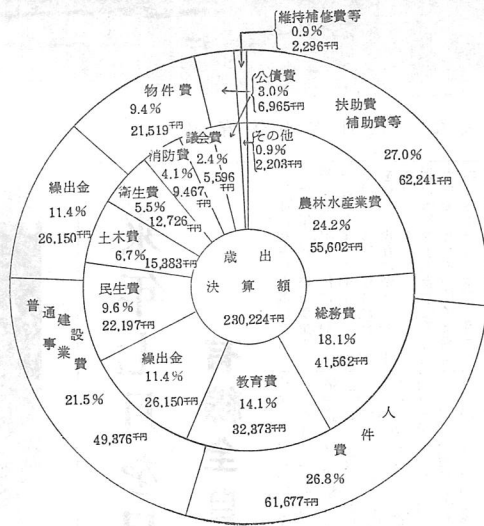 維持補修費等
0.9%
2,296千円
公債費
3.0%
6,965千円
物件費
9.4%
21,519千円
扶助費
補助費等
27.0%
62,241千円
議会費
2.4%
5,596
千円
その他
0.9%
2,203千円
消防費
4.1%
9.467
千円
農林水産業費
24.2%
55,602千円
繰出金
11.4%
26.150千円
衛生費
5.5%
12,726
千円
土木費
6.7%
15,383千円
歳出
決算額
230,224千円
民生費
9.6%
22,197千円
総務費
18.1%
41,562千円
普通建設
事業費
21.5%
49,376千円
繰出金
11.4%
26,150千円
教育費
14.1%
32,373千円
人件費
26.8%
61,677千円